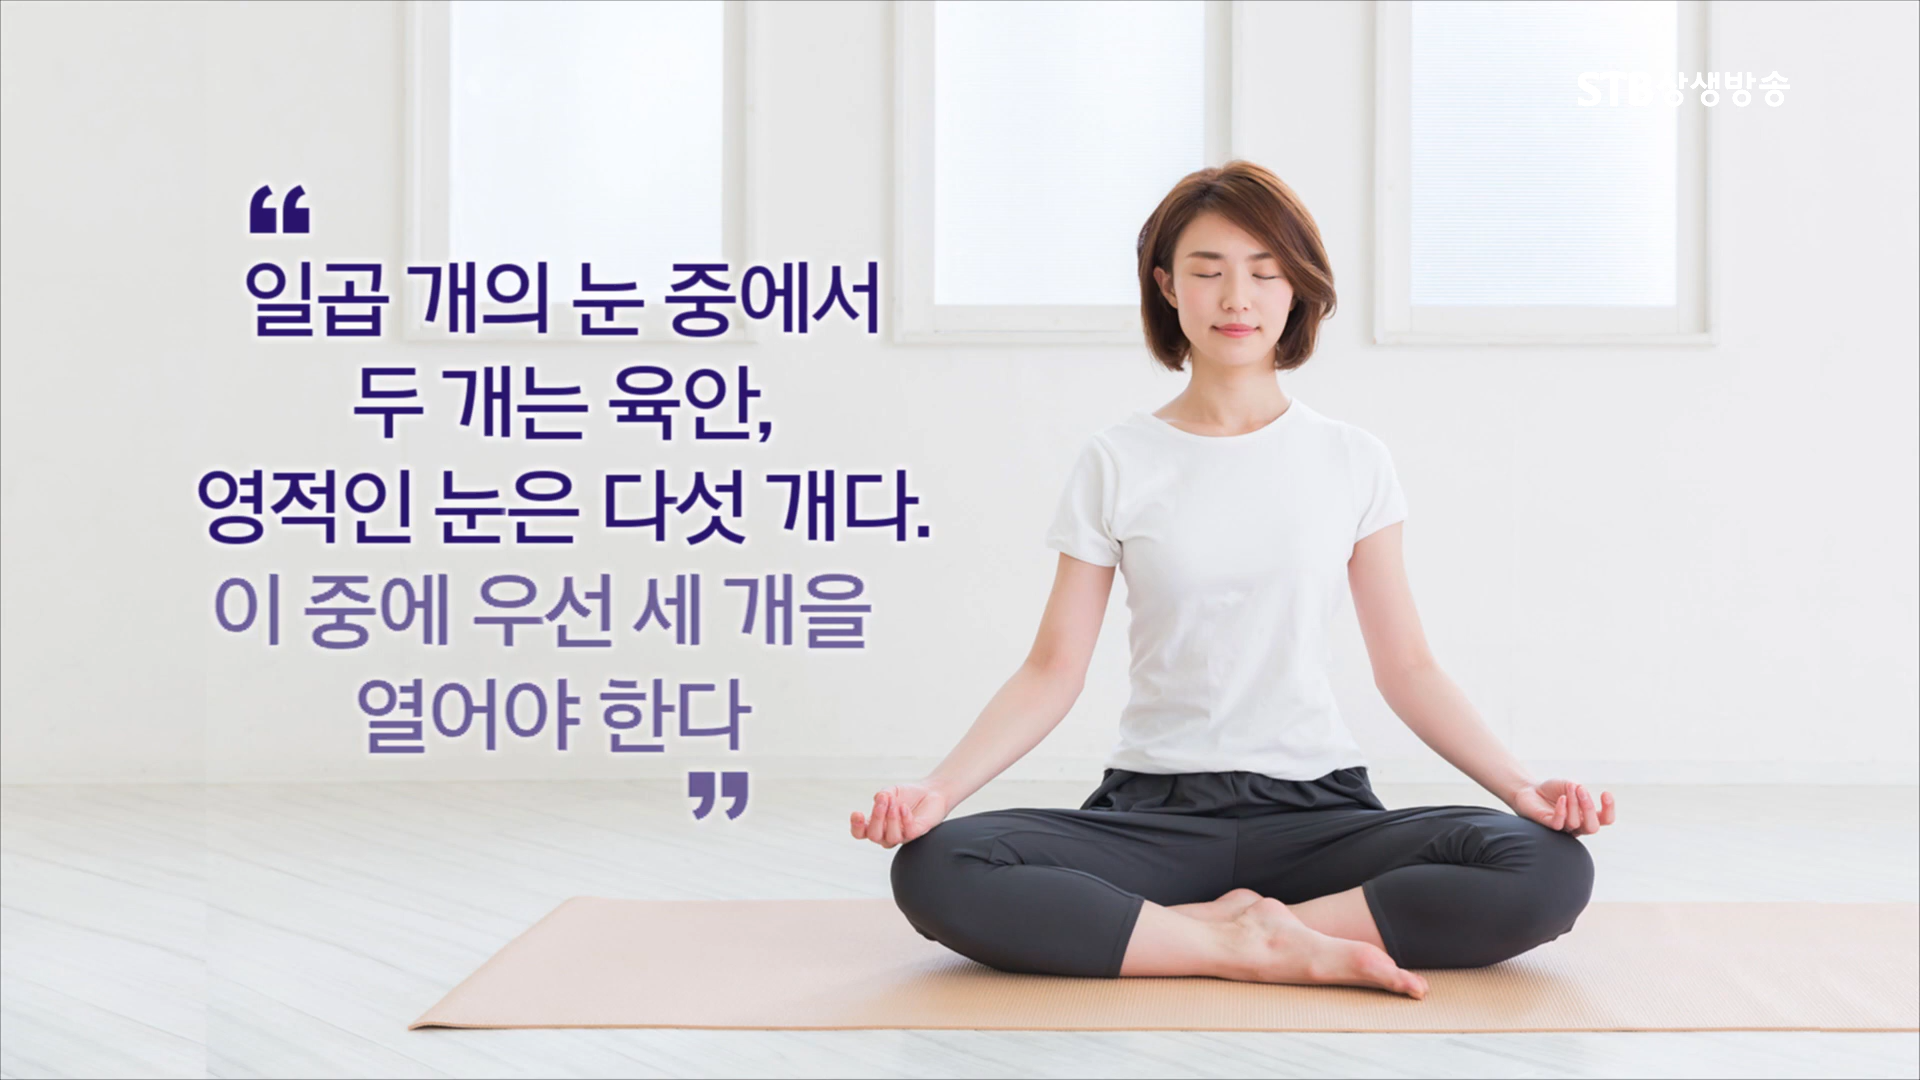 STB상생방송
“
일곱 개의 눈 중에서
두 개는 육안,
영적인 눈은 다섯 개다.
이 중에 우선 세 개을
열어야 한다
”